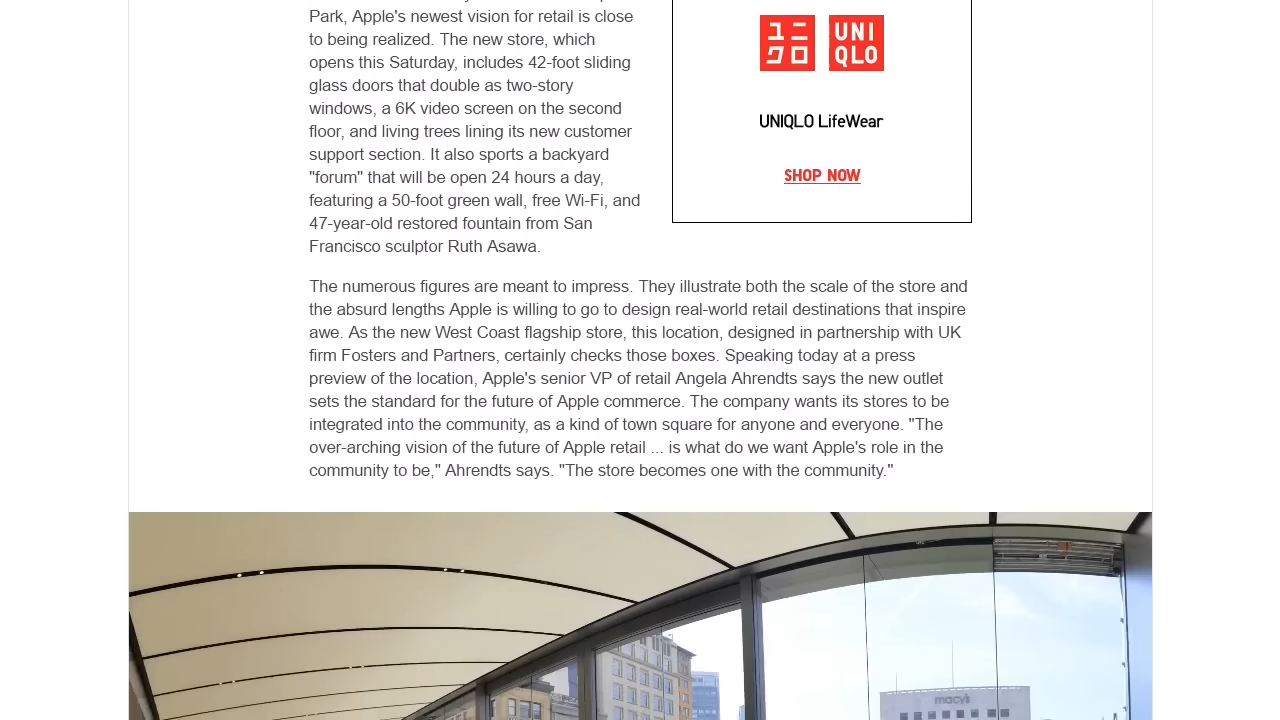 Park, Apple's newest vision for retail is close
to being realized. The new store, which
opens this Saturday, includes 42-foot sliding
glass doors that double as two-story
windows, a 6K video screen on the second
floor, and living trees lining its new customer
support section. It also sports a backyard
"forum" that will be open 24 hours a day,
featuring a 50-foot green wall, free Wi-Fi, and
47-year-old restored fountain from San
Francisco sculptor Ruth Asawa.
ユニ
クロ
UNI
QLO
UNIQLO LifeWear
SHOP NOW
The numerous figures are meant to impress. They illustrate both the scale of the store and
the absurd lengths Apple is willing to go to design real-world retail destinations that inspire
awe. As the new West Coast flagship store, this location, designed in partnership with UK
firm Fosters and Partners, certainly checks those boxes. Speaking today at a press
preview of the location, Apple's senior VP of retail Angela Ahrendts says the new outlet
sets the standard for the future of Apple commerce. The company wants its stores to be
integrated into the community, as a kind of town square for anyone and everyone. "The
over-arching vision of the future of Apple retail ... is what do we want Apple's role in the
community to be," Ahrendts says. "The store becomes one with the community."
macy's